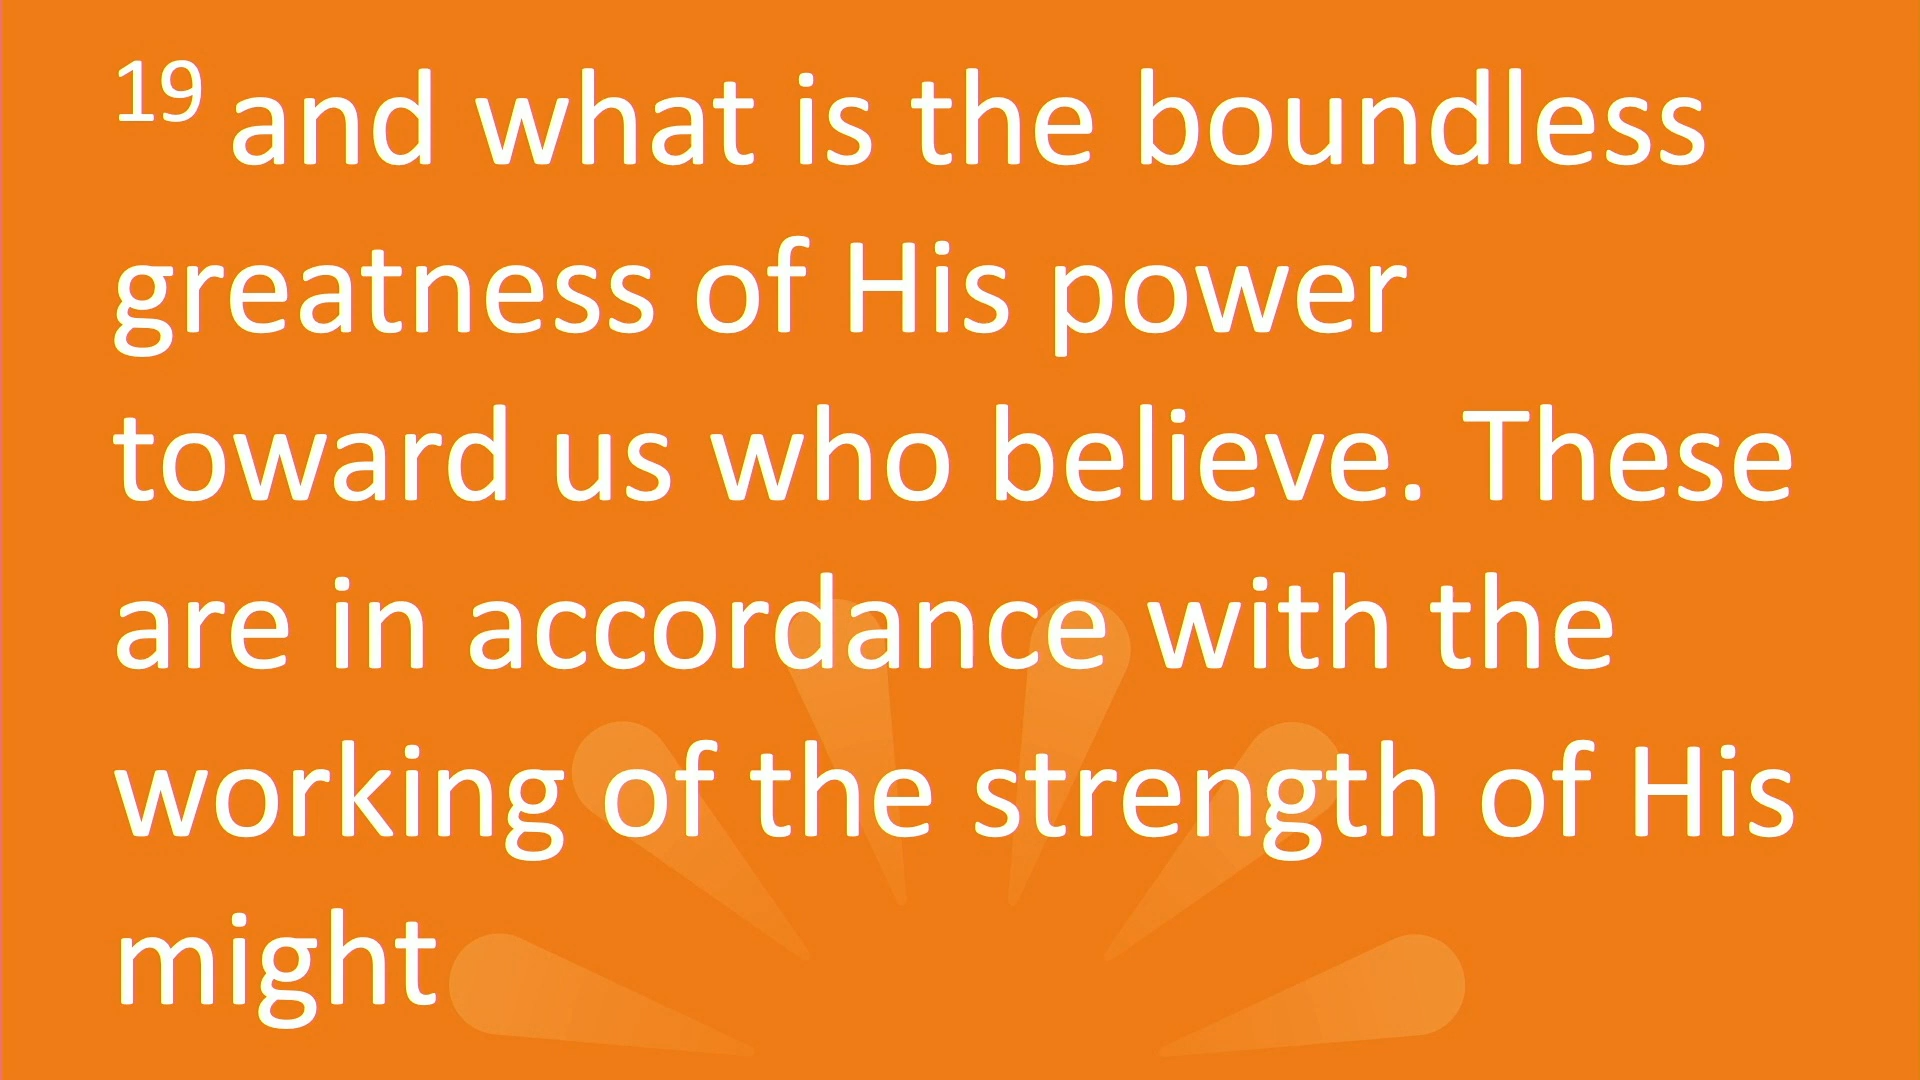 19 and what is the boundless
greatness of His power
toward us who believe. These
are in accordance with the
working of the strength of His
might